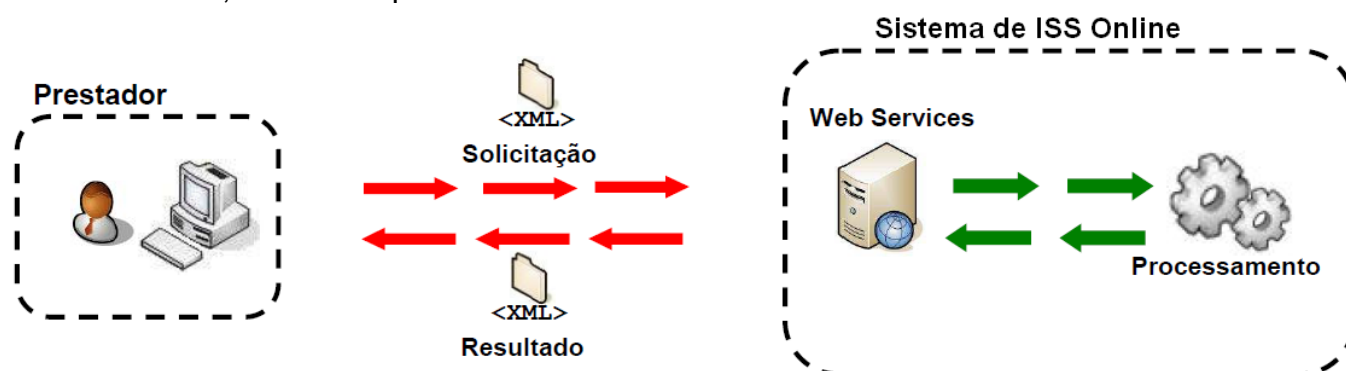 Sistema de ISS Online
Prestador
<XML>
Solicitação
Web Services
Processamento
<XML>
Resultado